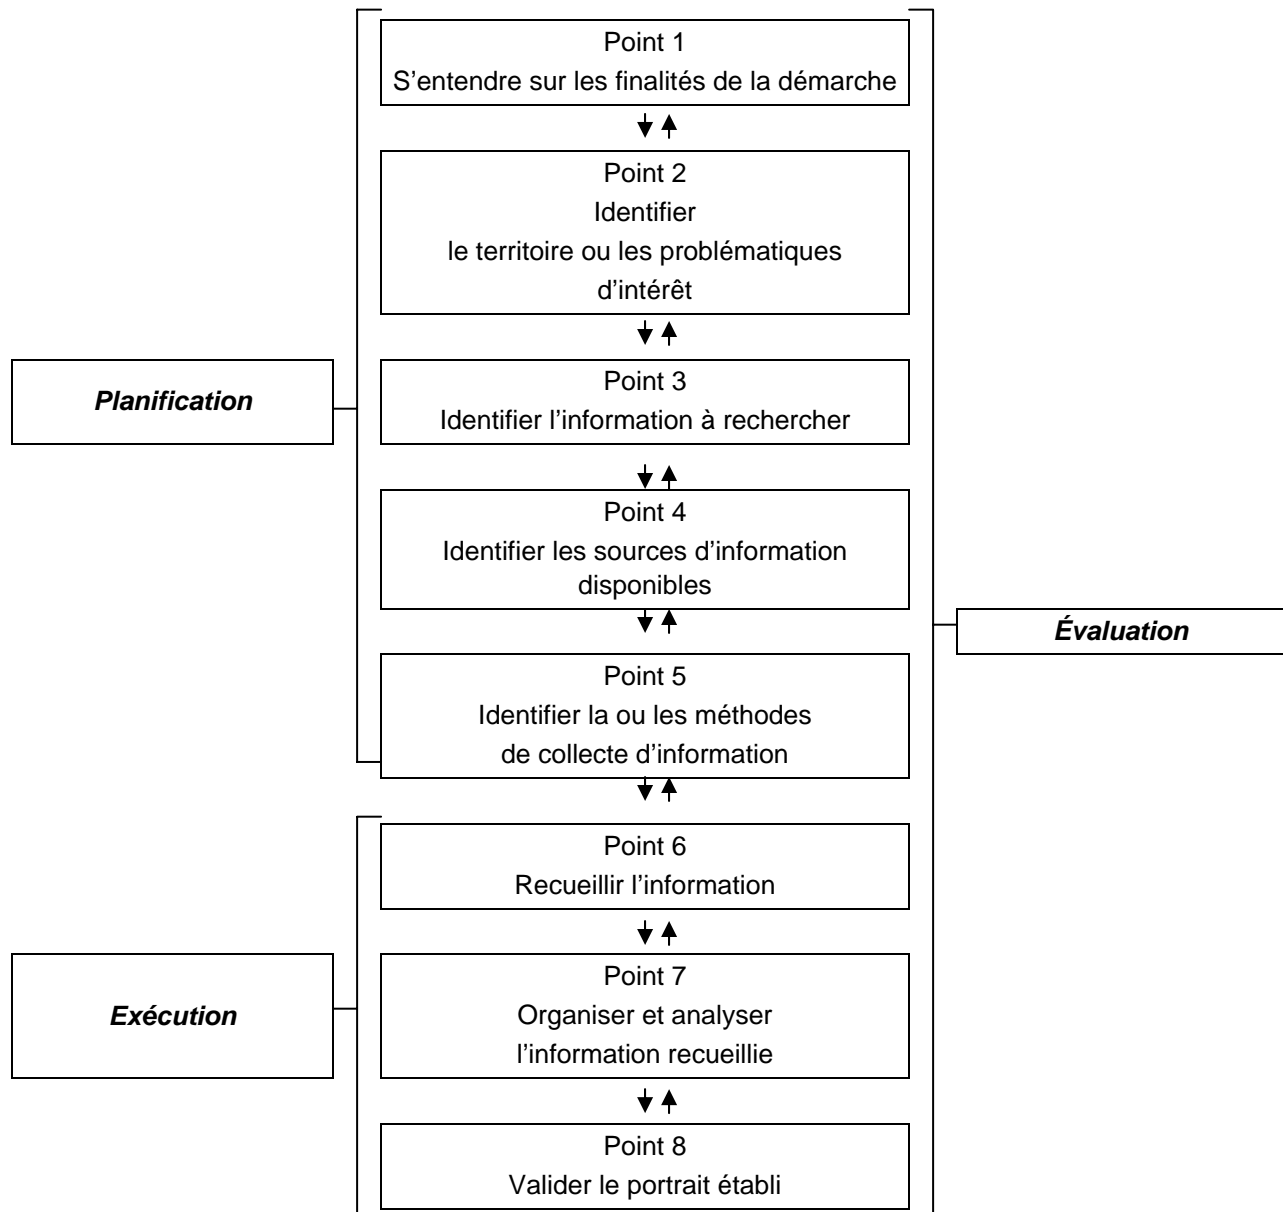 Point 1
S’entendre sur les finalités de la démarche
Point 2
Identifier
le territoire ou les problématiques
d’intérêt
Planification
Point 3
Identifier l’information à rechercher
Point 4
Identifier les sources d’information
disponibles
Évaluation
Point 5
Identifier la ou les méthodes
de collecte d’information
Point 6
Recueillir l’information
Exécution
Point 7
Organiser et analyser
l’information recueillie
Point 8
Valider le portrait établi